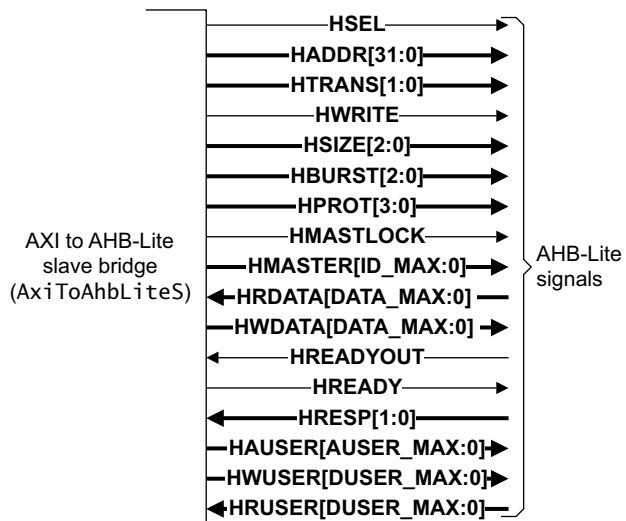 HSEL
HADDR[31:0]
HTRANS[1:0]
HWRITE
HSIZE[2:0]
HBURST[2:0]
HPROT[3:0]
HMASTLOCK
HMASTER[ID_MAX:0]
HRDATA[DATA_MAX:0]
HWDATA[DATA_MAX:0]
HREADYOUT
HREADY
HRESP[1:0]
HAUSER[AUSER_MAX:0]
HWUSER[DUSER_MAX:0]
HRUSER[DUSER_MAX:0]
AXI to AHB-Lite
slave bridge
(AxiToAhbLiteS)
AHB-Lite
signals